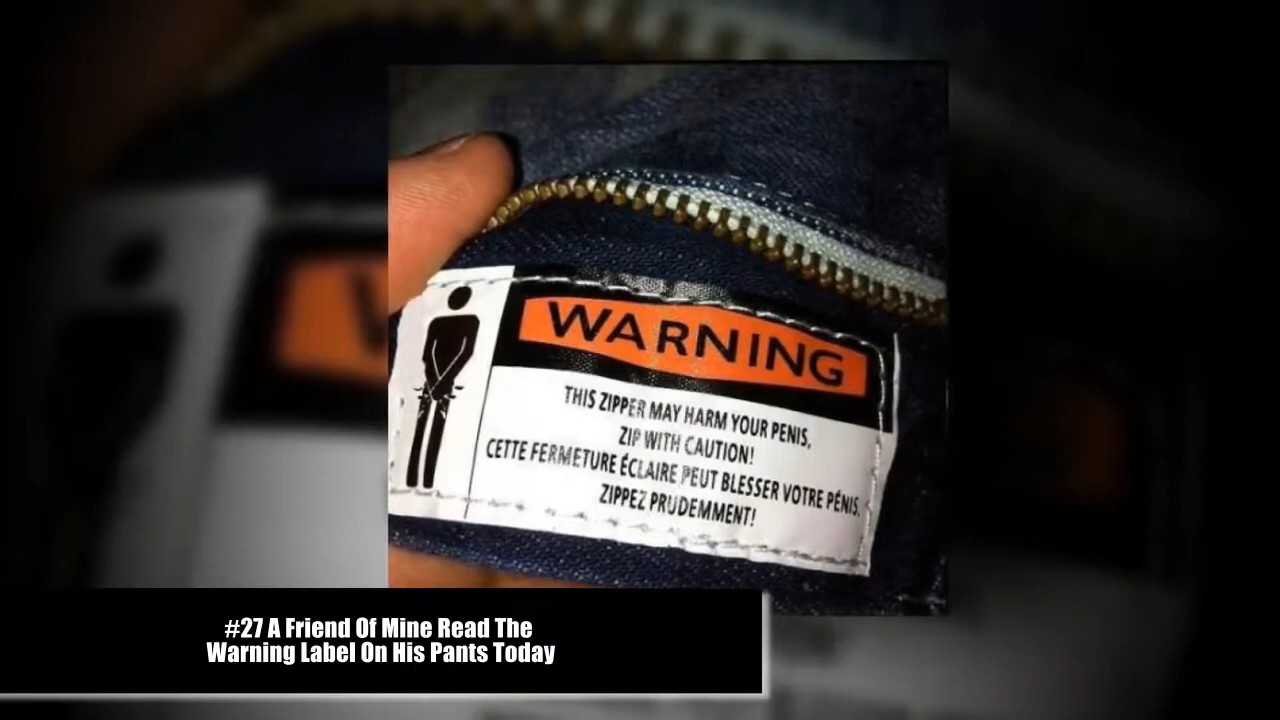 WARNING
THIS ZIPPER MAY HARM YOUR PENIS,
ZIP WITH CAUTION!
CETTE FERMETURE ÉCLAIRE PEUT BLESSER VOTRE PÉNIS.
ZIPPEZ PRUDEMMENT!
#27 A Friend Of Mine Read The
Warning Label On His Pants Today